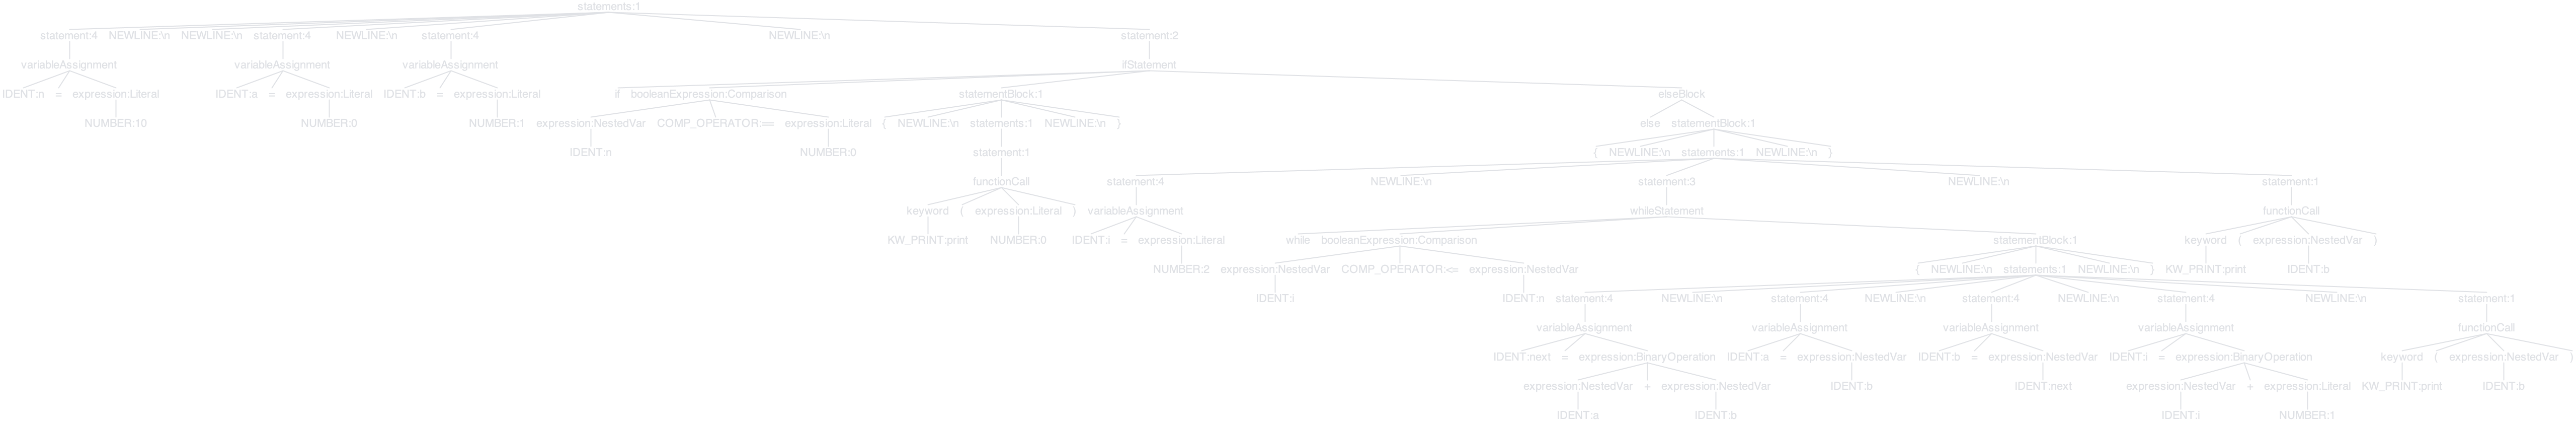 statements:1
statement:4 NEWLINE:\n NEWLINE:\n statement:4 NEWLINE:\n statement:4 NEWLINE:\n statement:2
variableAssignment variableAssignment variableAssignment ifStatement
IDENT:n = expression:Literal IDENT:a = expression:Literal IDENT:b = expression:Literal if booleanExpression:Comparison statementBlock:1 elseBlock
NUMBER:10 NUMBER:0 NUMBER:1 expression:NestedVar COMP_OPERATOR:== expression:Literal { NEWLINE:\n statements:1 NEWLINE:\n } else statementBlock:1
IDENT:n NUMBER:0 statement:1 { NEWLINE:\n statements:1 NEWLINE:\n }
functionCall statement:4 NEWLINE:\n statement:3 NEWLINE:\n statement:1
keyword ( expression:Literal ) variableAssignment whileStatement functionCall
KW_PRINT:print NUMBER:0 IDENT:i = expression:Literal while booleanExpression:Comparison statementBlock:1 keyword ( expression:NestedVar )
NUMBER:2 expression:NestedVar COMP_OPERATOR:<= expression:NestedVar { NEWLINE:\n statements:1 NEWLINE:\n } KW_PRINT:print IDENT:b
IDENT:i IDENT:n statement:4 NEWLINE:\n statement:4 NEWLINE:\n statement:4 NEWLINE:\n statement:4 NEWLINE:\n statement:1
variableAssignment variableAssignment variableAssignment variableAssignment functionCall
IDENT:next = expression:BinaryOperation IDENT:a = expression:NestedVar IDENT:b = expression:NestedVar IDENT:i = expression:BinaryOperation keyword ( expression:NestedVar )
expression:NestedVar + expression:NestedVar IDENT:b IDENT:next expression:NestedVar + expression:Literal KW_PRINT:print IDENT:b
IDENT:a IDENT:b IDENT:i NUMBER:1